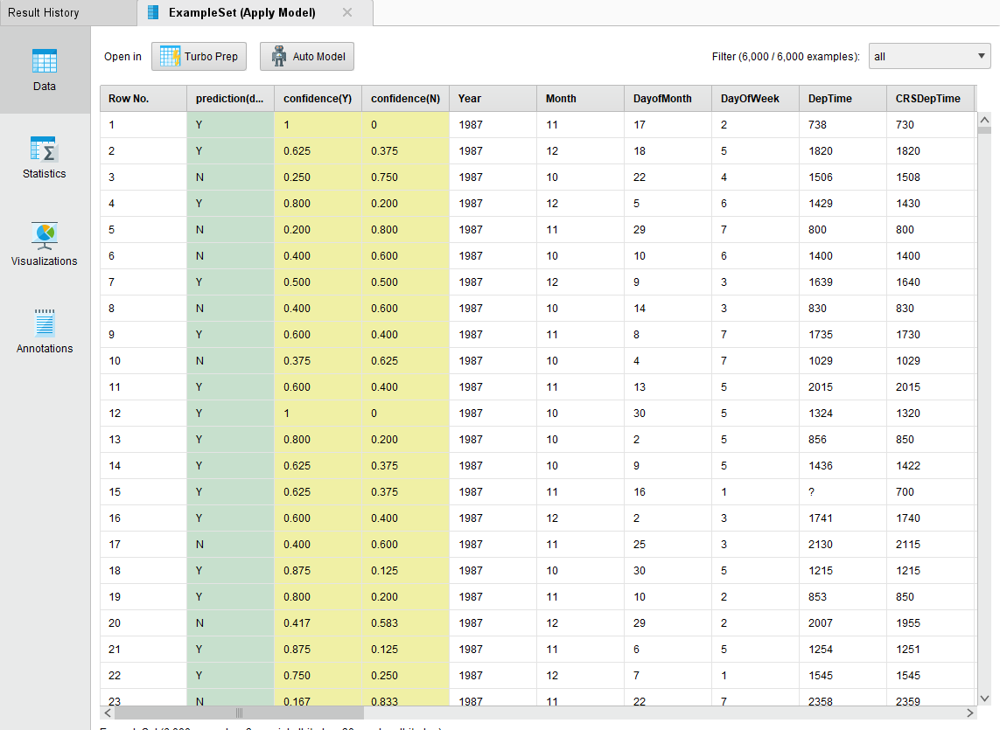 Result History ExampleSet (Apply Model)
Open in Turbo Prep Auto Model Filter (6,000 / 6,000 examples): all
Data
Statistics
Visualizations
Annotations
Row No. prediction(d... confidence(Y) confidence(N) Year Month DayofMonth DayOfWeek DepTime CRSDepTime
1 Y 1 0 1987 11 17 2 738 730
2 Y 0.625 0.375 1987 12 18 5 1820 1820
3 N 0.250 0.750 1987 10 22 4 1506 1508
4 Y 0.800 0.200 1987 12 5 6 1429 1430
5 N 0.200 0.800 1987 11 29 7 800 800
6 N 0.400 0.600 1987 10 10 6 1400 1400
7 Y 0.500 0.500 1987 12 9 3 1639 1640
8 N 0.400 0.600 1987 10 14 3 830 830
9 Y 0.600 0.400 1987 11 8 7 1735 1730
10 N 0.375 0.625 1987 10 4 7 1029 1029
11 Y 0.600 0.400 1987 11 13 5 2015 2015
12 Y 1 0 1987 10 30 5 1324 1320
13 Y 0.800 0.200 1987 10 2 5 856 850
14 Y 0.625 0.375 1987 10 9 5 1436 1422
15 Y 0.625 0.375 1987 11 16 1 ? 700
16 Y 0.600 0.400 1987 12 2 3 1741 1740
17 N 0.400 0.600 1987 11 25 3 2130 2115
18 Y 0.875 0.125 1987 10 30 5 1215 1215
19 Y 0.800 0.200 1987 11 10 2 853 850
20 N 0.417 0.583 1987 12 29 2 2007 1955
21 Y 0.875 0.125 1987 11 6 5 1254 1251
22 Y 0.750 0.250 1987 12 7 1 1545 1545
23 N 0.167 0.833 1987 11 22 7 2358 2359